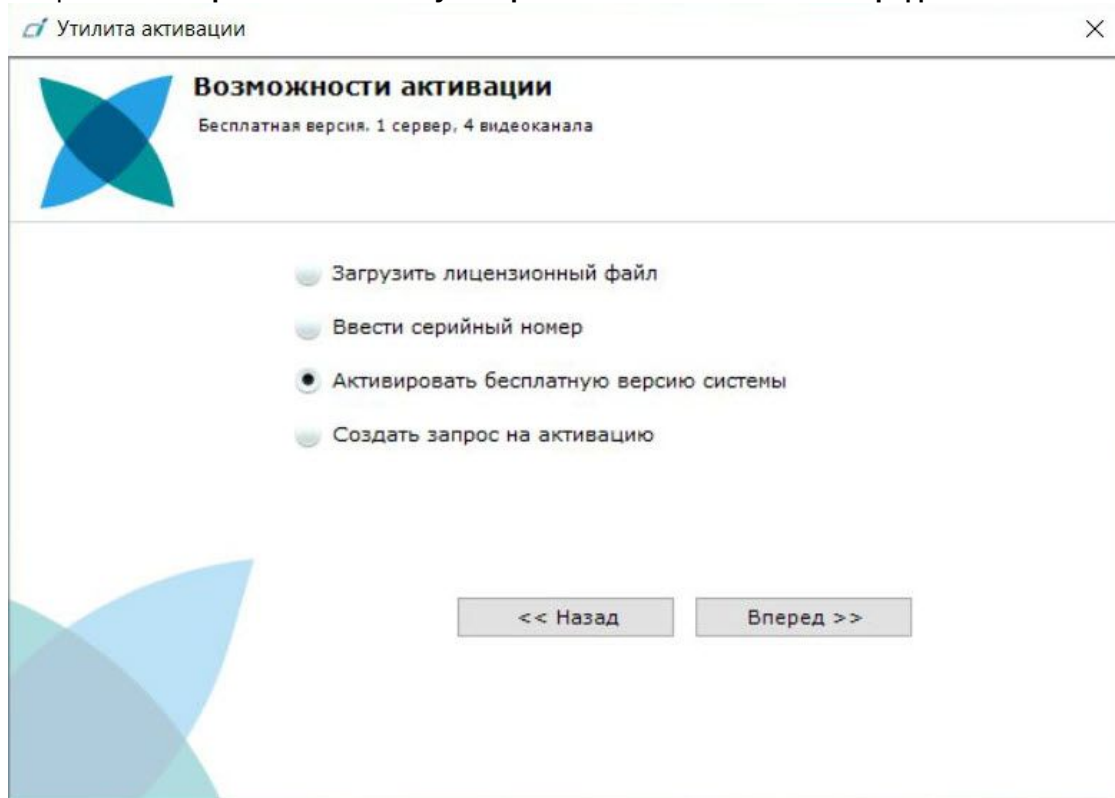 Утилита активации
Возможности активации
Бесплатная версия. 1 сервер, 4 видеоканала
Загрузить лицензионный файл
Ввести серийный номер
Активировать бесплатную версию системы
Создать запрос на активацию
<< Назад
Вперед >>